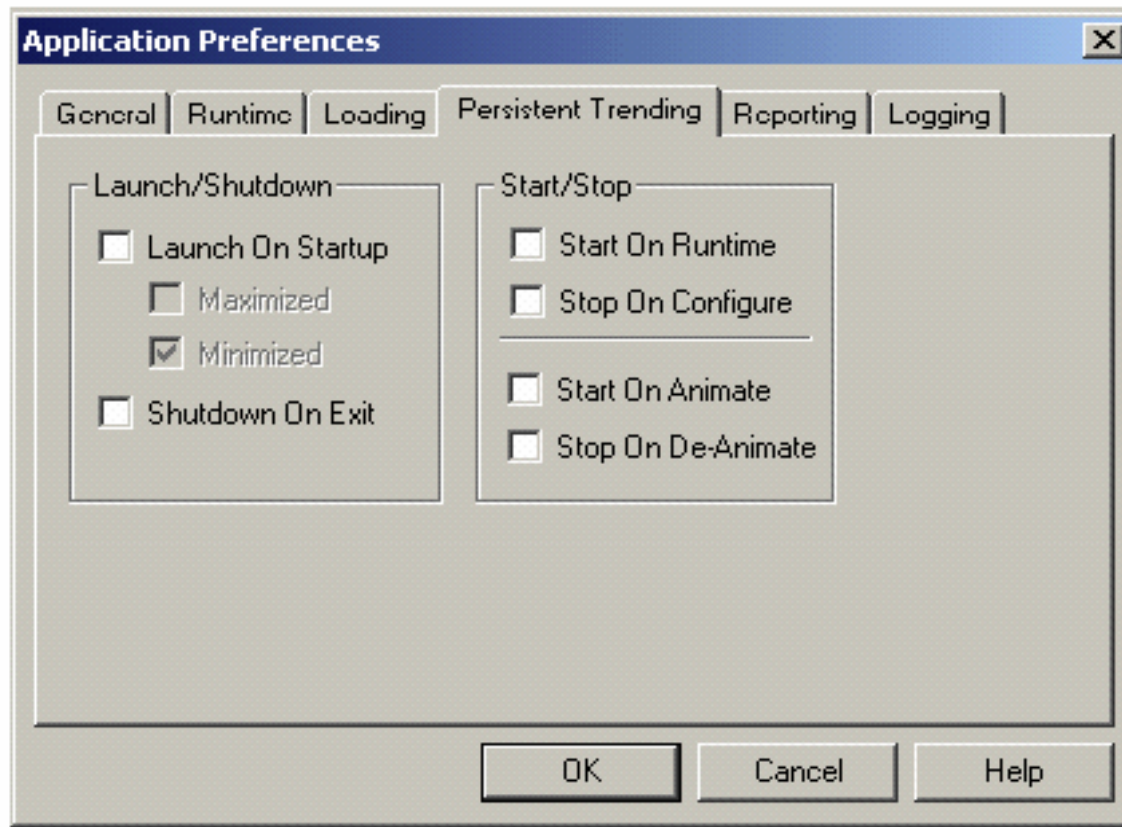 Application Preferences
General Runtime Loading Persistent Trending Reporting Logging
Launch/Shutdown
Launch On Startup
Maximized
Minimized
Shutdown On Exit
Start/Stop
Start On Runtime
Stop On Configure
Start On Animate
Stop On De-Animate
OK Cancel Help